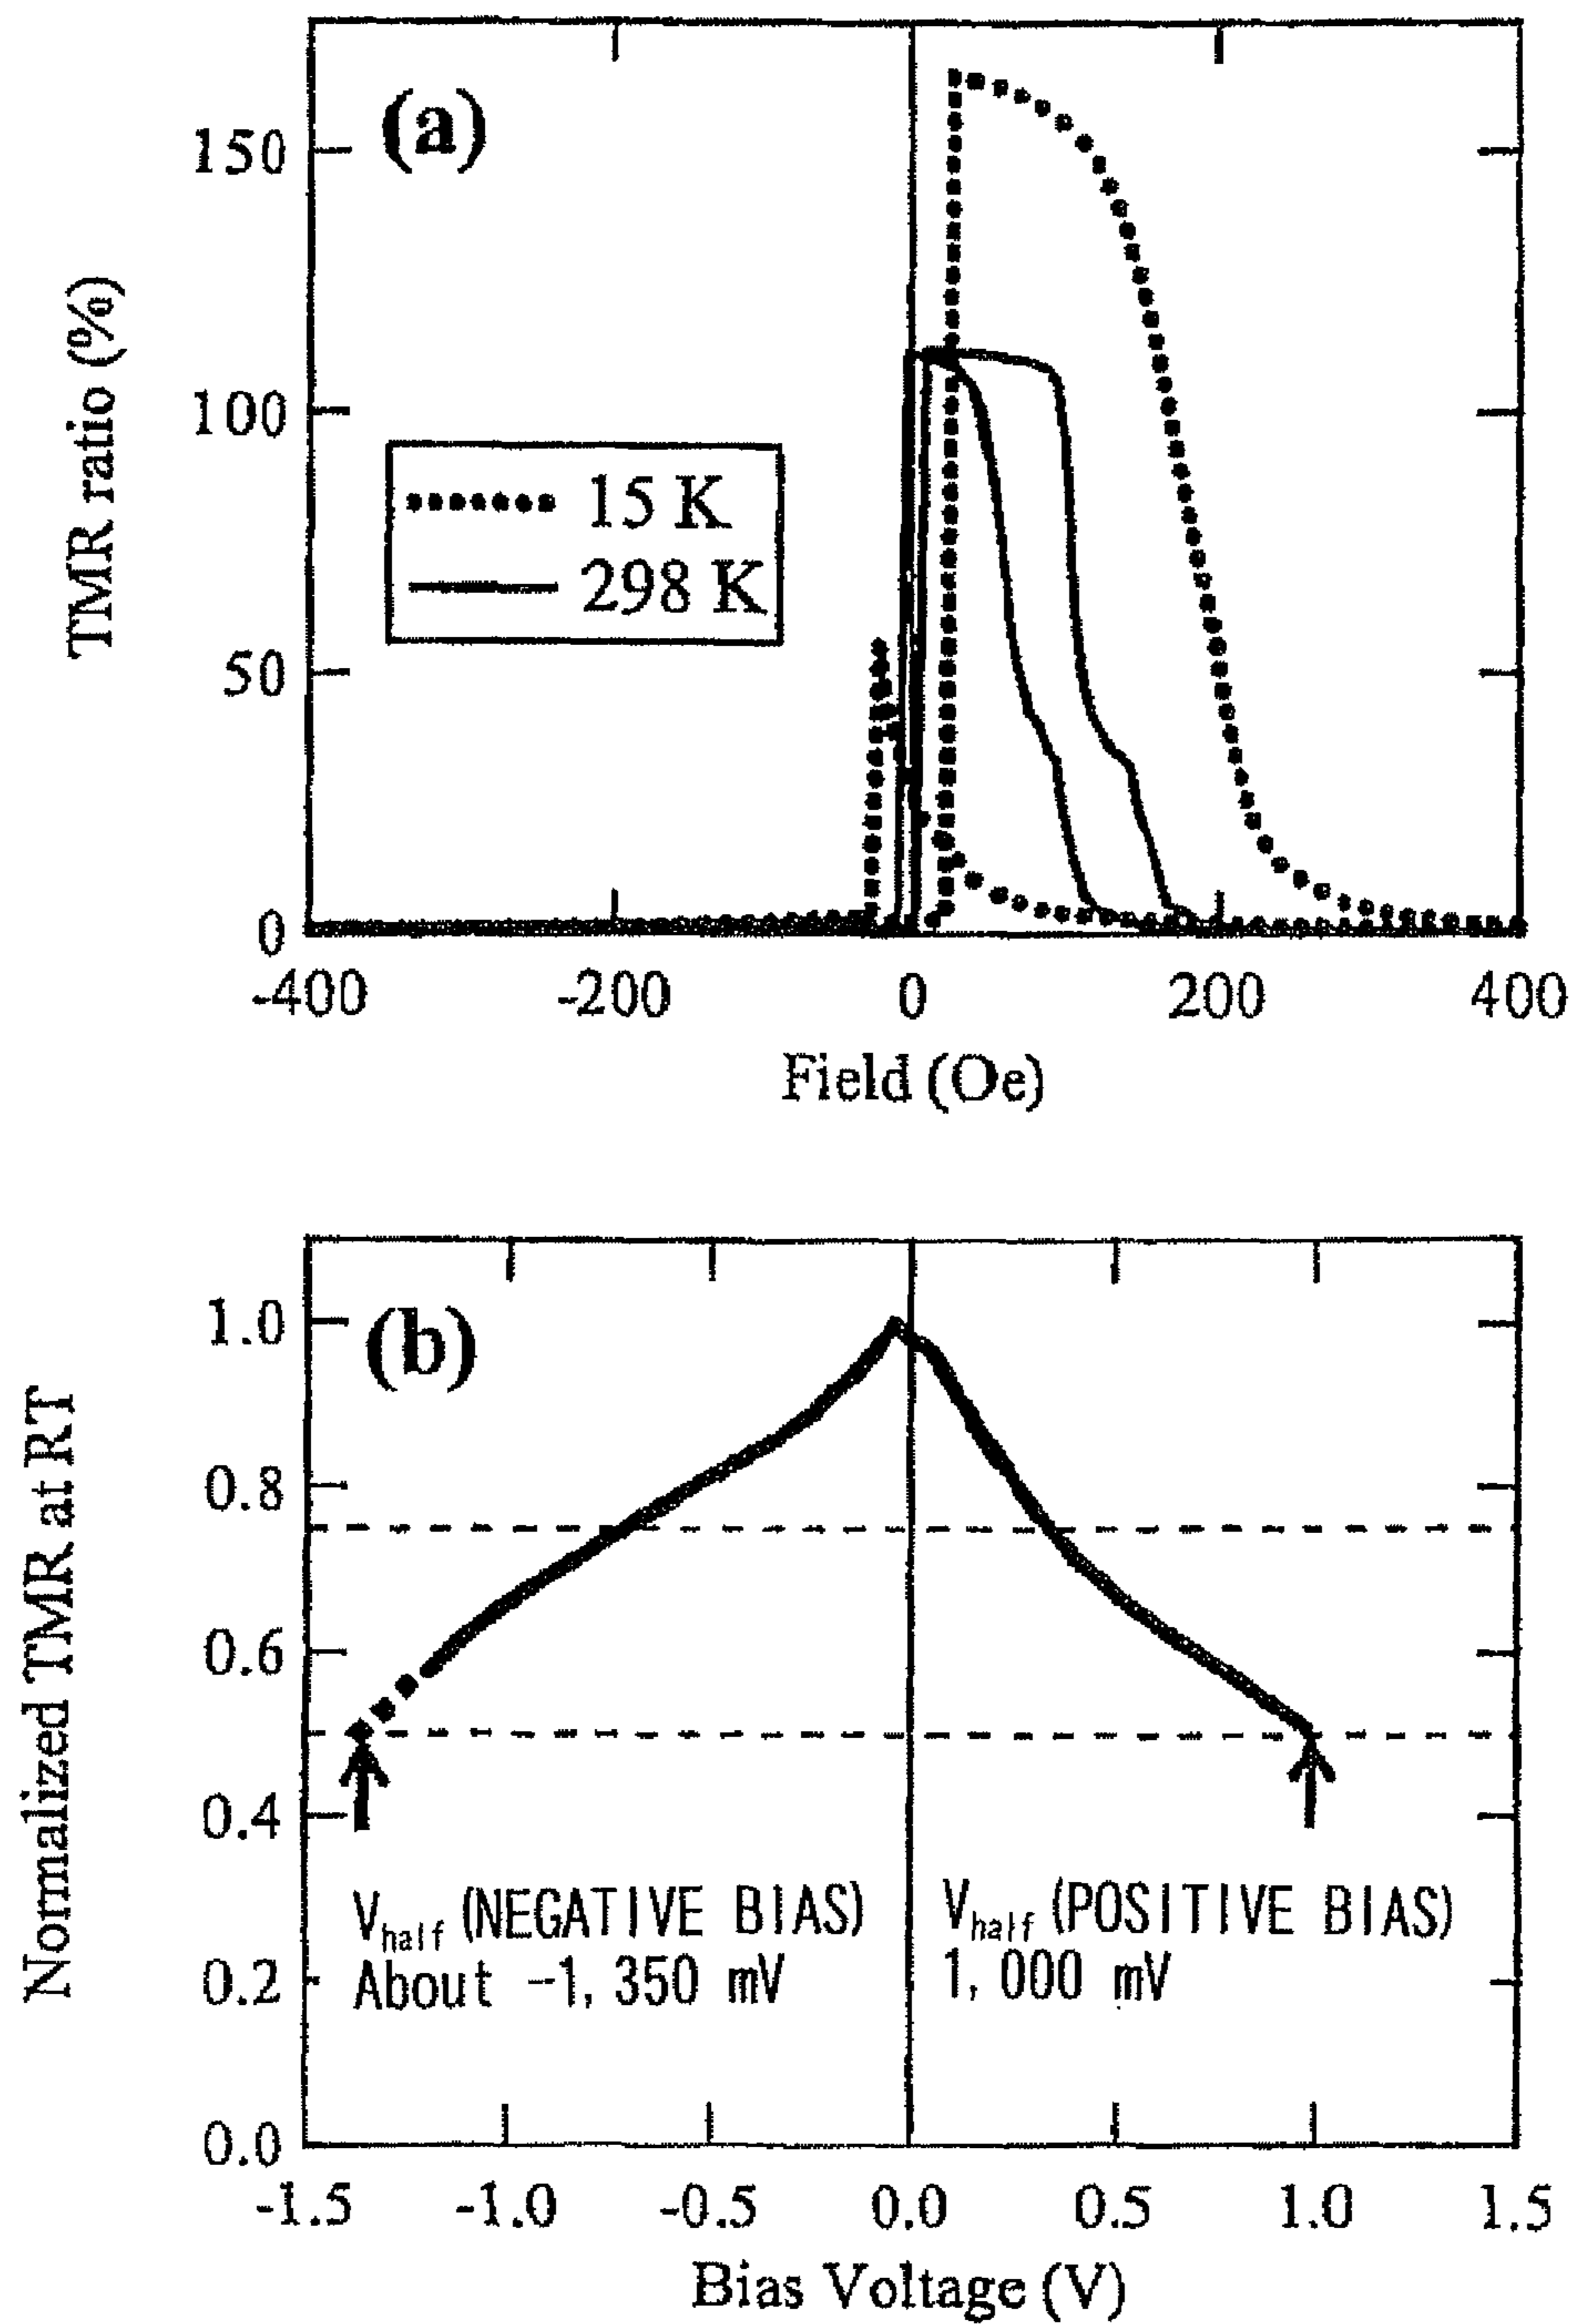 (a)
150
100
50
0
TMR ratio (%)
15 K
298 K
-400 -200 0 200 400
Field (Oe)
(b)
1.0
0.8
0.6
0.4
0.2
0.0
Normalized TMR at RT
Vhalf (NEGATIVE BIAS)
About -1, 350 mV
Vhalf (POSITIVE BIAS)
1, 000 mV
-1.5 -1.0 -0.5 0.0 0.5 1.0 1.5
Bias Voltage (V)